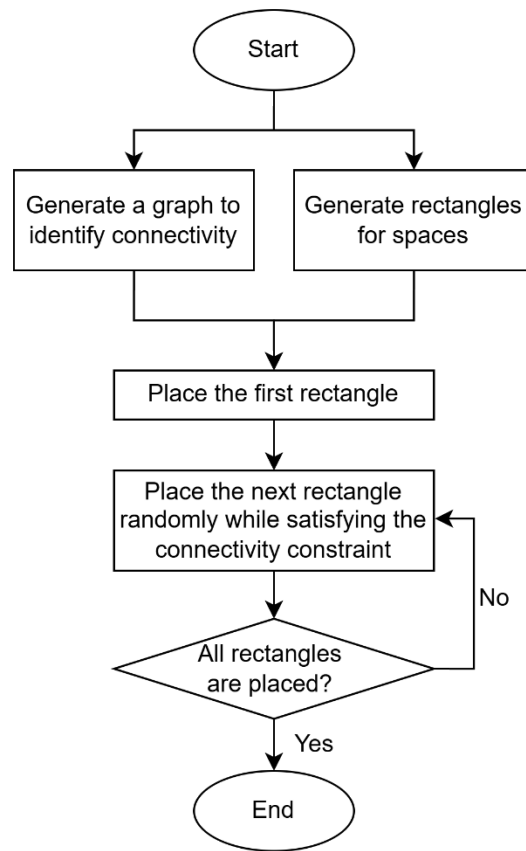 Start
Generate a graph to
identify connectivity
Generate rectangles
for spaces
Place the first rectangle
Place the next rectangle
randomly while satisfying the
connectivity constraint
No
All rectangles
are placed?
Yes
End